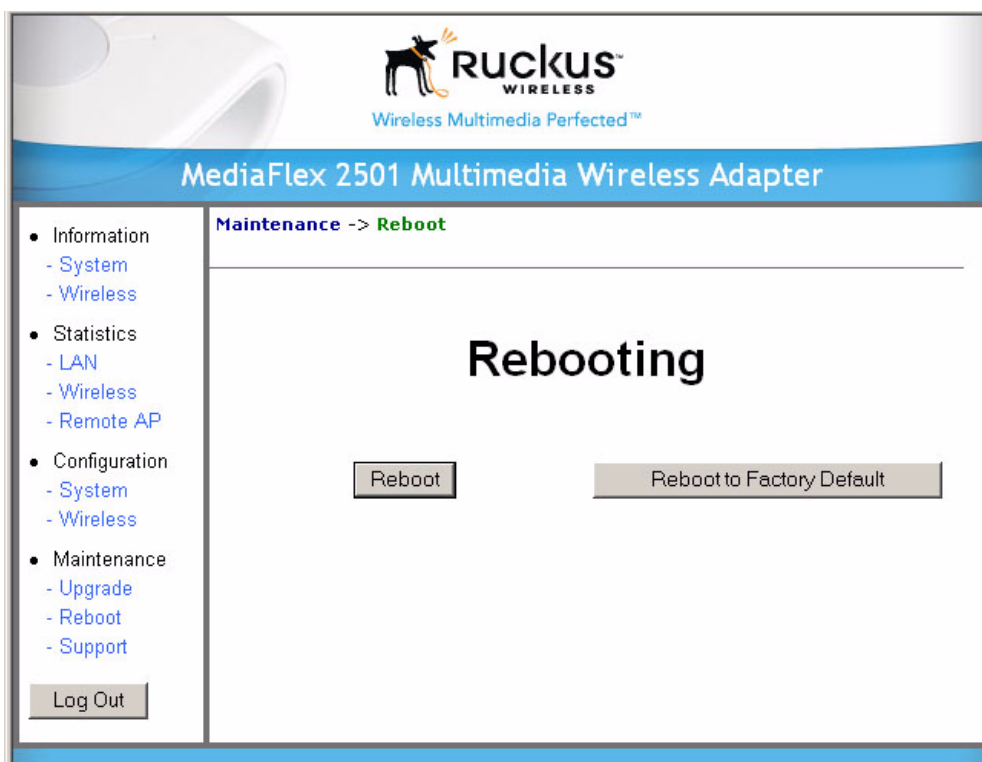 RUCKUS™
WIRELESS
Wireless Multimedia Perfected™
MediaFlex 2501 Multimedia Wireless Adapter
Maintenance -> Reboot
• Information
- System
- Wireless
• Statistics
- LAN
- Wireless
- Remote AP
• Configuration
- System
- Wireless
• Maintenance
- Upgrade
- Reboot
- Support
Log Out
Rebooting
Reboot
Reboot to Factory Default